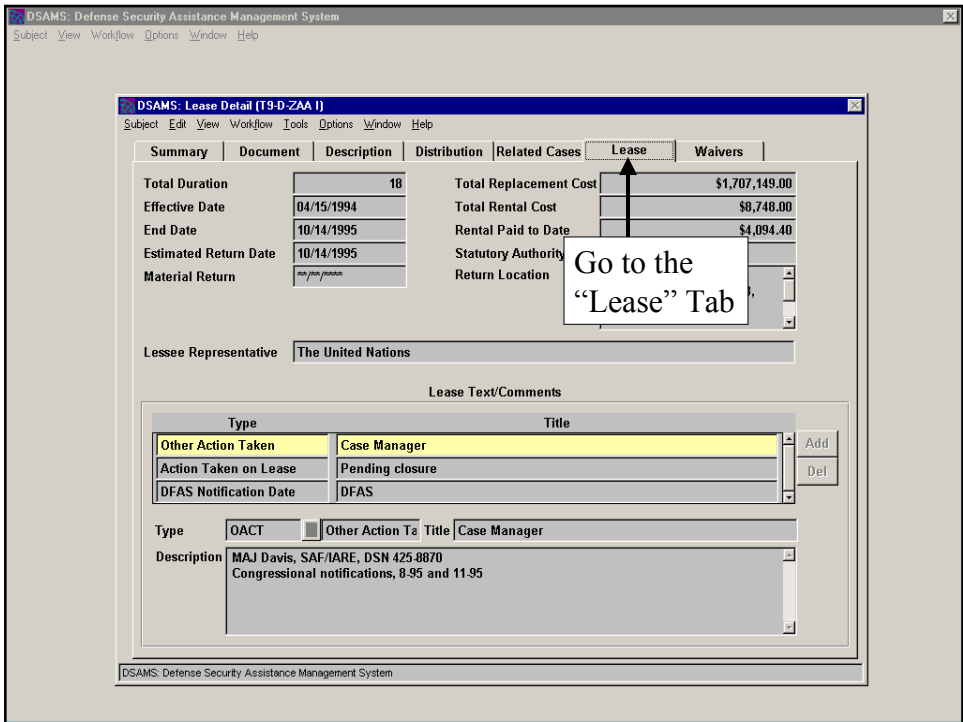 DSAMS: Defense Security Assistance Management System
Subject View Workflow Options Window Help
DSAMS: Lease Detail (T9-D-ZAA I)
Subject Edit View Workflow Tools Options Window Help
Summary Document Description Distribution Related Cases Lease Waivers
Total Duration 18 Total Replacement Cost $1,707,149.00
Effective Date 04/15/1994 Total Rental Cost $8,748.00
End Date 10/14/1995 Rental Paid to Date $4,094.40
Estimated Return Date 10/14/1995 Statutory Authority
Material Return **/**/**** Return Location
Go to the
“Lease” Tab
Lessee Representative The United Nations
Lease Text/Comments
Type Title
Other Action Taken Case Manager
Action Taken on Lease Pending closure
DFAS Notification Date DFAS
Add
Del
Type OACT Other Action Ta Title Case Manager
Description MAJ Davis, SAF/IARE, DSN 425-8870
Congressional notifications, 8-95 and 11-95
DSAMS: Defense Security Assistance Management System